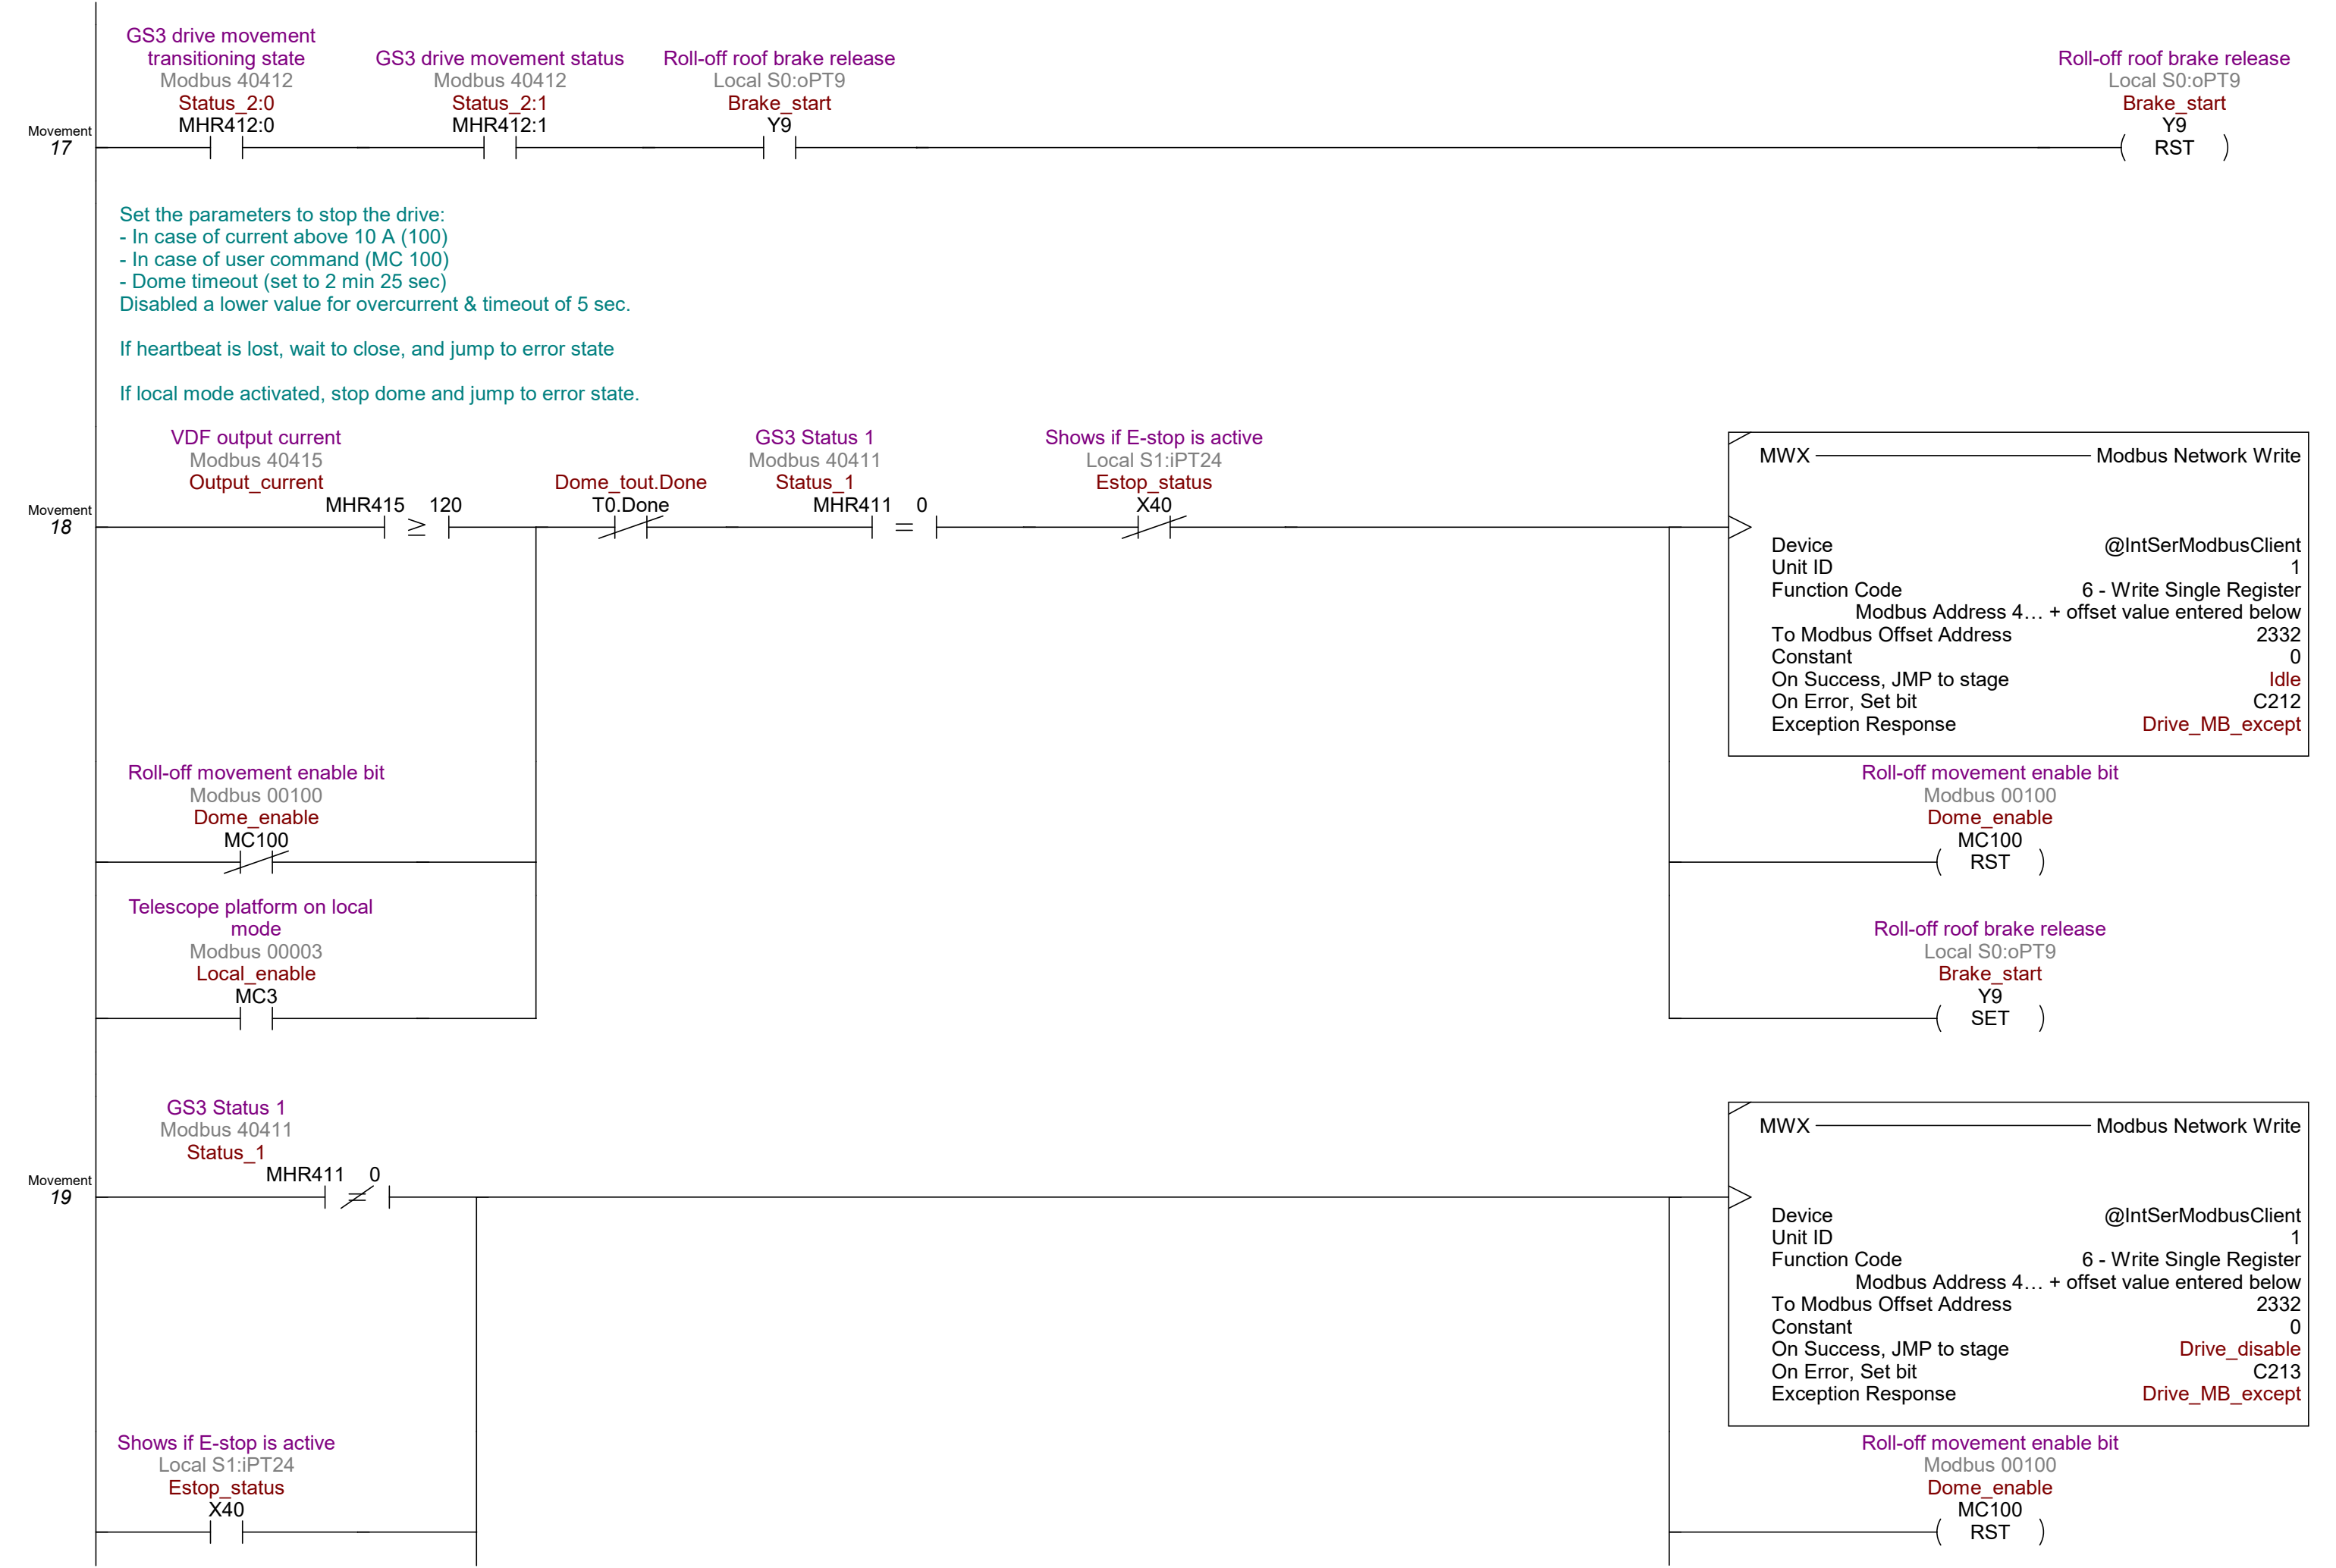 GS3 drive movement
transitioning state
Modbus 40412
Status_2:0
MHR412:0
GS3 drive movement status
Modbus 40412
Status_2:1
MHR412:1
Roll-off roof brake release
Local S0:oPT9
Brake_start
Y9
Roll-off roof brake release
Local S0:oPT9
Brake_start
Y9
RST
Movement
17
Set the parameters to stop the drive:
- In case of current above 10 A (100)
- In case of user command (MC 100)
- Dome timeout (set to 2 min 25 sec)
Disabled a lower value for overcurrent & timeout of 5 sec.
If heartbeat is lost, wait to close, and jump to error state
If local mode activated, stop dome and jump to error state.
Movement
18
VDF output current
Modbus 40415
Output_current
MHR415 ≥ 120
Dome_tout.Done
T0.Done
GS3 Status 1
Modbus 40411
Status_1
MHR411 = 0
Shows if E-stop is active
Local S1:iPT24
Estop_status
X40
MWX Modbus Network Write
Device @IntSerModbusClient
Unit ID 1
Function Code 6 - Write Single Register
Modbus Address 4… + offset value entered below
To Modbus Offset Address 2332
Constant 0
On Success, JMP to stage Idle
On Error, Set bit C212
Exception Response Drive_MB_except
Roll-off movement enable bit
Modbus 00100
Dome_enable
MC100
Roll-off movement enable bit
Modbus 00100
Dome_enable
MC100
RST
Telescope platform on local
mode
Modbus 00003
Local_enable
MC3
Roll-off roof brake release
Local S0:oPT9
Brake_start
Y9
SET
Movement
19
GS3 Status 1
Modbus 40411
Status_1
MHR411 ≠ 0
MWX Modbus Network Write
Device @IntSerModbusClient
Unit ID 1
Function Code 6 - Write Single Register
Modbus Address 4… + offset value entered below
To Modbus Offset Address 2332
Constant 0
On Success, JMP to stage Drive_disable
On Error, Set bit C213
Exception Response Drive_MB_except
Shows if E-stop is active
Local S1:iPT24
Estop_status
X40
Roll-off movement enable bit
Modbus 00100
Dome_enable
MC100
RST